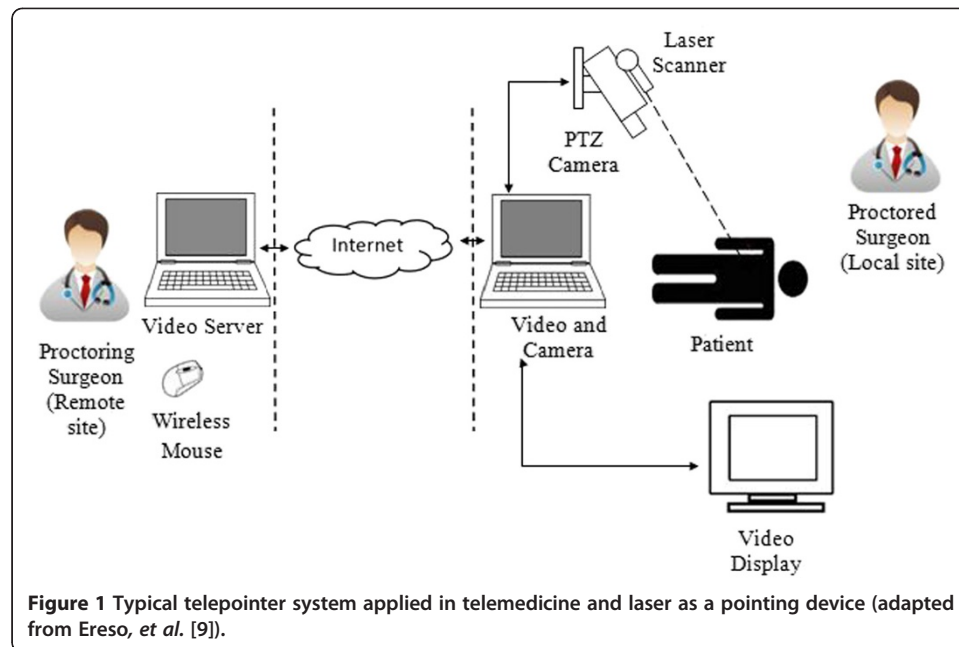 Laser
Scanner
PTZ
Camera
Proctored
Surgeon
(Local site)
Internet
Video Server
Video and
Camera
Patient
Proctoring
Surgeon
(Remote
site)
Wireless
Mouse
Video
Display
Figure 1 Typical telepointer system applied in telemedicine and laser as a pointing device (adapted
from Ereso, et al. [9]).